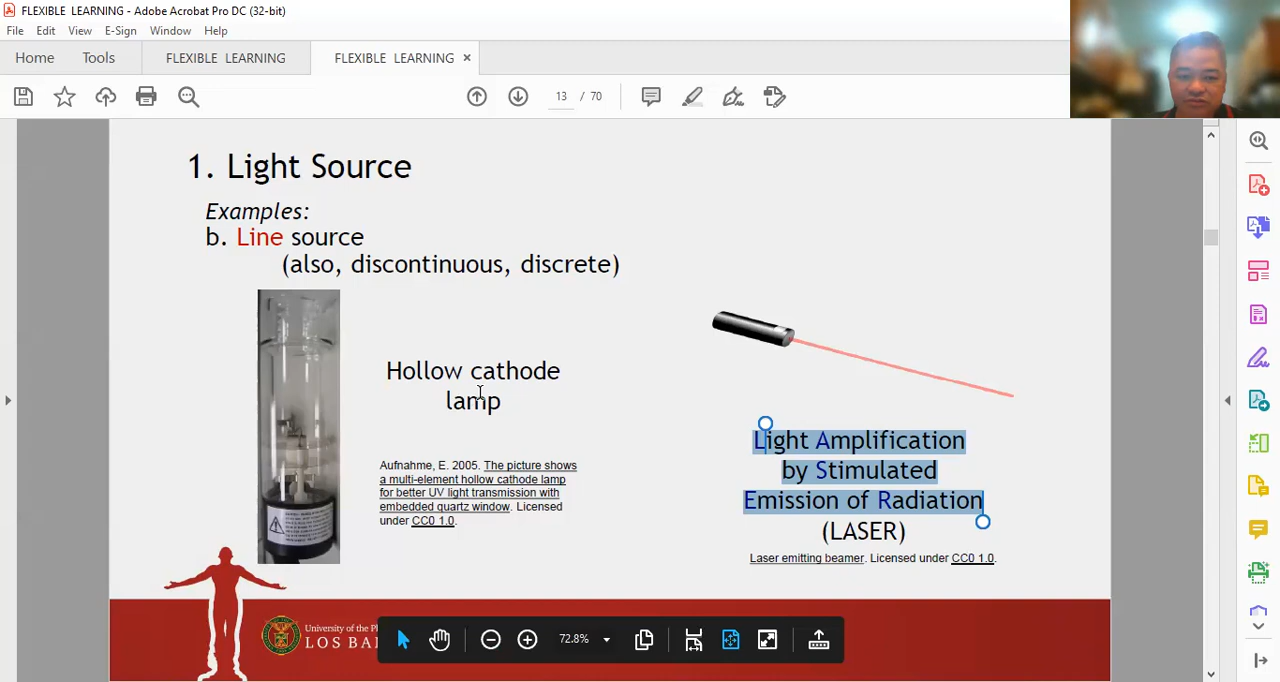 FLEXIBLE LEARNING - Adobe Acrobat Pro DC (32-bit)
File Edit View E-Sign Window Help
Home Tools FLEXIBLE LEARNING FLEXIBLE LEARNING ×
13 / 70
1. Light Source
Examples:
b. Line source
(also, discontinuous, discrete)
Hollow cathode
lamp
Aufnahme, E. 2005. The picture shows
a multi-element hollow cathode lamp
for better UV light transmission with
embedded quartz window. Licensed
under CC0 1.0.
Light Amplification
by Stimulated
Emission of Radiation
(LASER)
Laser emitting beamer. Licensed under CC0 1.0.
University of the
LOS BA
72.8%